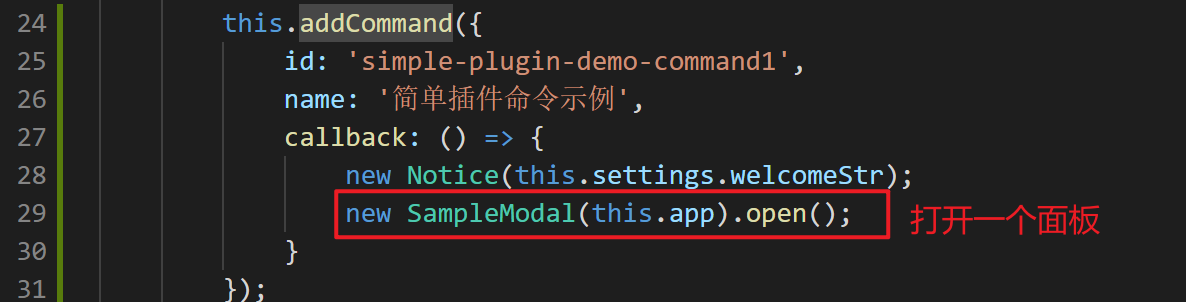 24 this.addCommand({
25 id: 'simple-plugin-demo-command1',
26 name: '简单插件命令示例',
27 callback: () => {
28 new Notice(this.settings.welcomeStr);
29 new SampleModal(this.app).open(); 打开一个面板
30 }
31 });